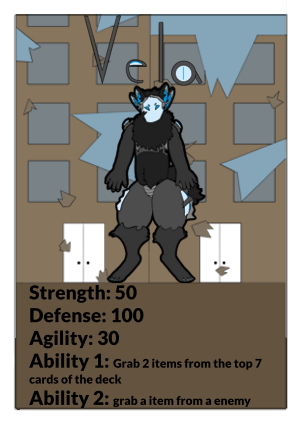 Vela
Strength: 50
Defense: 100
Agility: 30
Ability 1: Grab 2 items from the top 7
cards of the deck
Ability 2: grab a item from a enemy